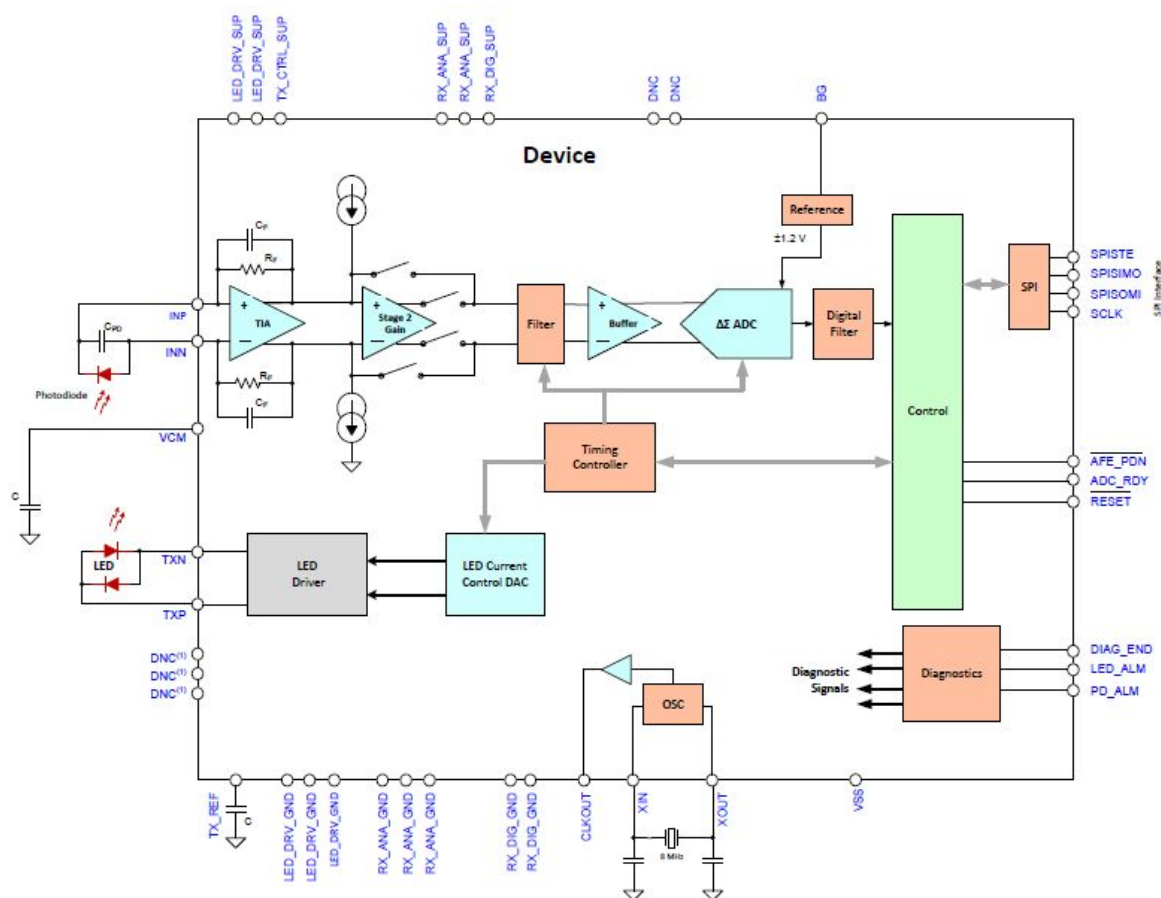 LED_DRV_SUP
LED_DRV_SUP
TX_CTRL_SUP
RX_ANA_SUP
RX_ANA_SUP
RX_DIG_SUP
DNC
DNC
BG
Device
Reference
±1.2 V
CF
RF
TIA
Stage 2
Gain
Filter
Buffer
ΔΣ ADC
Digital
Filter
Control
SPI
SPISTE
SPISIMO
SPISOMI
SCLK
SPI Interface
INP
CPD
INN
Photodiode
RF
CF
VCM
C
Timing
Controller
AFE_PDN
ADC_RDY
RESET
TXN
LED
TXP
LED
Driver
LED Current
Control DAC
DNC(1)
DNC(1)
DNC(1)
Diagnostic
Signals
Diagnostics
DIAG_END
LED_ALM
PD_ALM
OSC
TX_REF
C
LED_DRV_GND
LED_DRV_GND
LED_DRV_GND
RX_ANA_GND
RX_ANA_GND
RX_ANA_GND
RX_DIG_GND
RX_DIG_GND
CLKOUT
XIN
8 MHz
XOUT
VSS